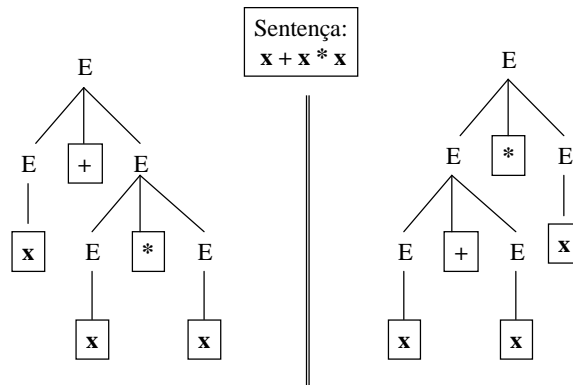 Sentença:
x + x * x
E
E + E
x E * E
x x
E
E * E
E + E x
x x